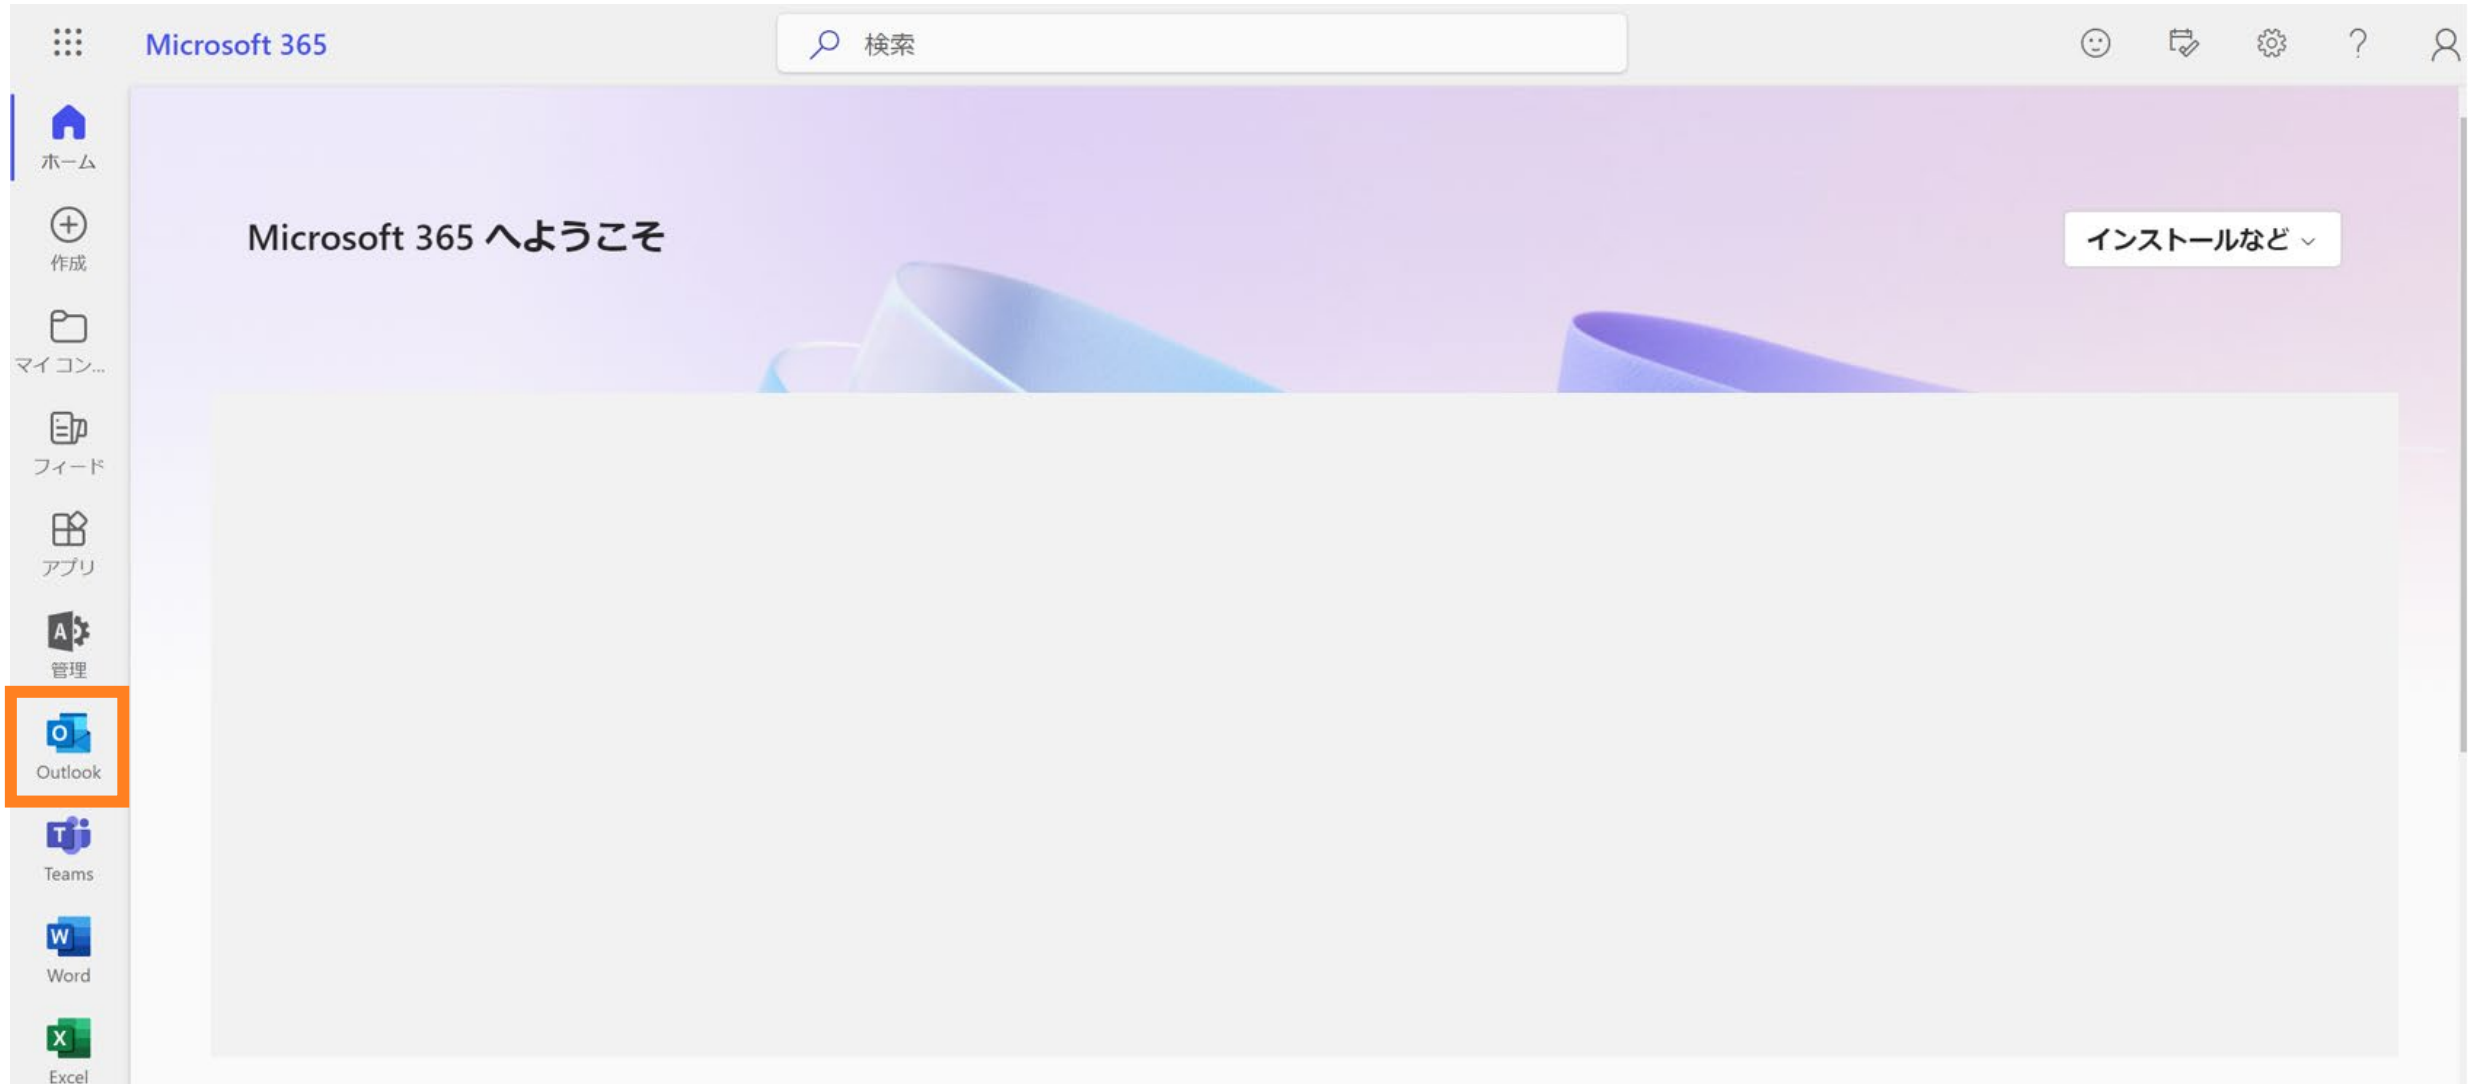 Microsoft 365
検索
ホーム
作成
マイ コン...
フィード
アプリ
管理
Outlook
Teams
Word
Excel
Microsoft 365 へようこそ
インストールなど